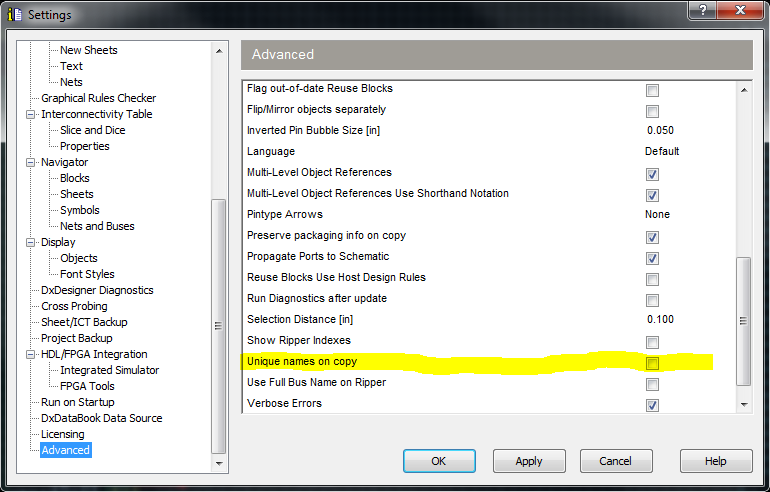 Settings
New Sheets
Text
Nets
Graphical Rules Checker
Interconnectivity Table
Slice and Dice
Properties
Navigator
Blocks
Sheets
Symbols
Nets and Buses
Display
Objects
Font Styles
DxDesigner Diagnostics
Cross Probing
Sheet/ICT Backup
Project Backup
HDL/FPGA Integration
Integrated Simulator
FPGA Tools
Run on Startup
DxDataBook Data Source
Licensing
Advanced
Advanced
Flag out-of-date Reuse Blocks
Flip/Mirror objects separately
Inverted Pin Bubble Size [in] 0.050
Language Default
Multi-Level Object References
Multi-Level Object References Use Shorthand Notation
Pintype Arrows None
Preserve packaging info on copy
Propagate Ports to Schematic
Reuse Blocks Use Host Design Rules
Run Diagnostics after update
Selection Distance [in] 0.100
Show Ripper Indexes
Unique names on copy
Use Full Bus Name on Ripper
Verbose Errors
OK Apply Cancel Help